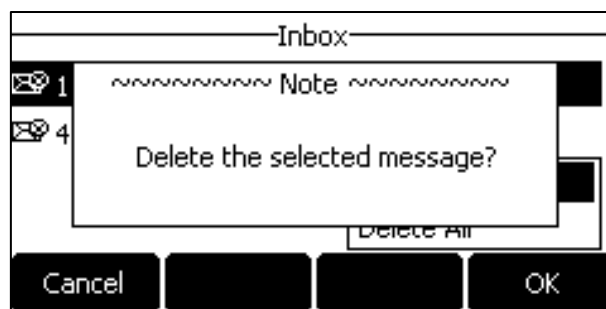 Inbox
1
~~~~~~~~~ Note ~~~~~~~~~
4
Delete the selected message?
Delete All
Cancel OK